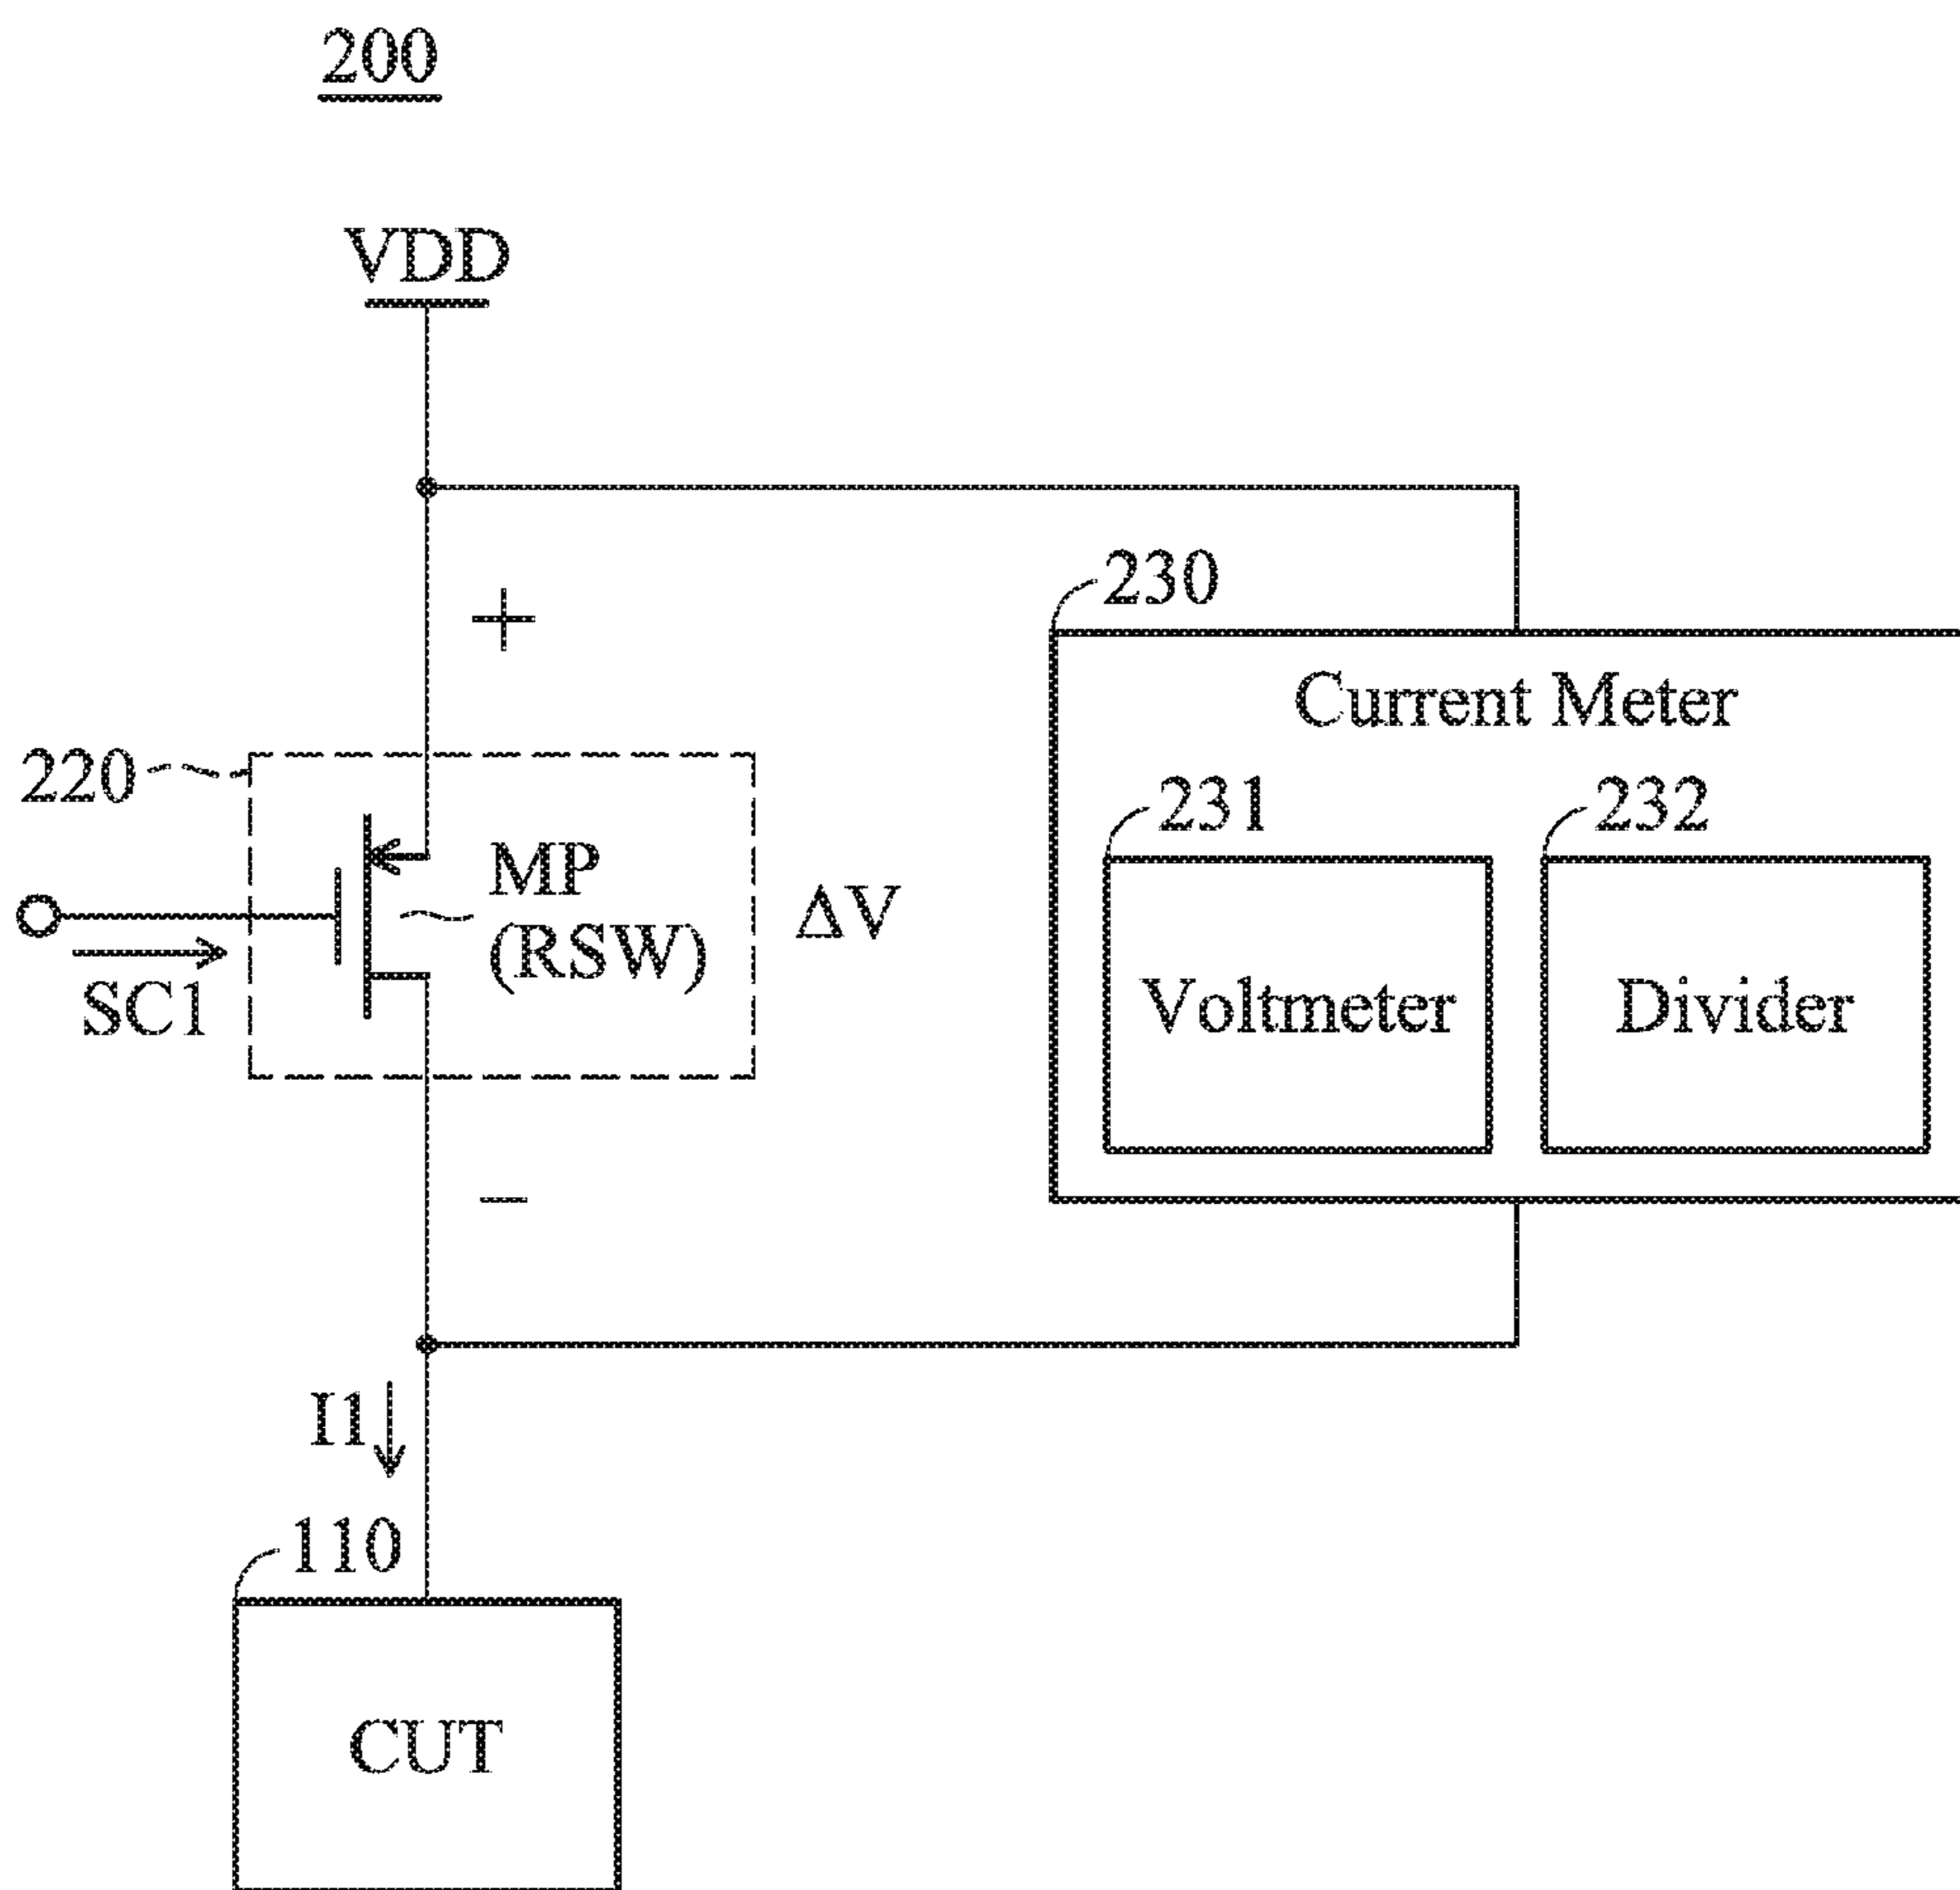 200
VDD
+
230
Current Meter
220
231
232
MP
(RSW)
ΔV
SC1
Voltmeter
Divider
−
I1
110
CUT